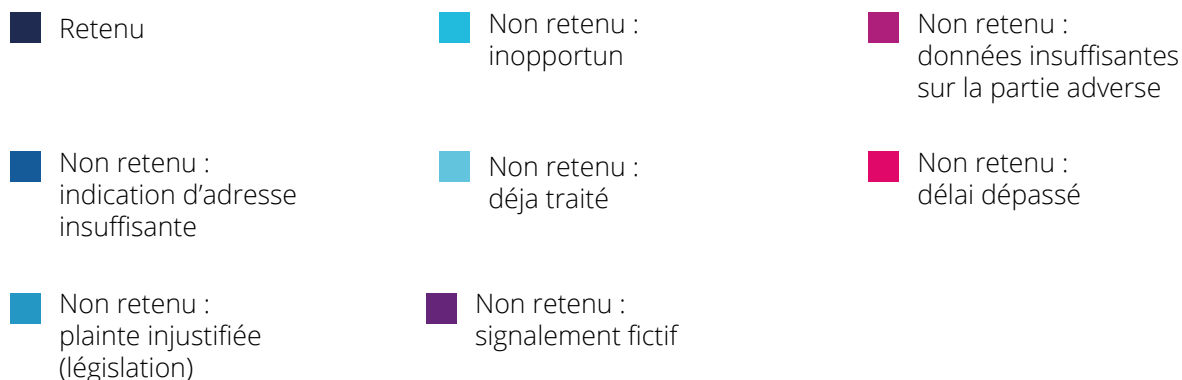 Retenu
Non retenu :
inopportun
Non retenu :
données insuffisantes
sur la partie adverse
Non retenu :
indication d’adresse
insuffisante
Non retenu :
déja traité
Non retenu :
délai dépassé
Non retenu :
plainte injustifiée
(législation)
Non retenu :
signalement fictif